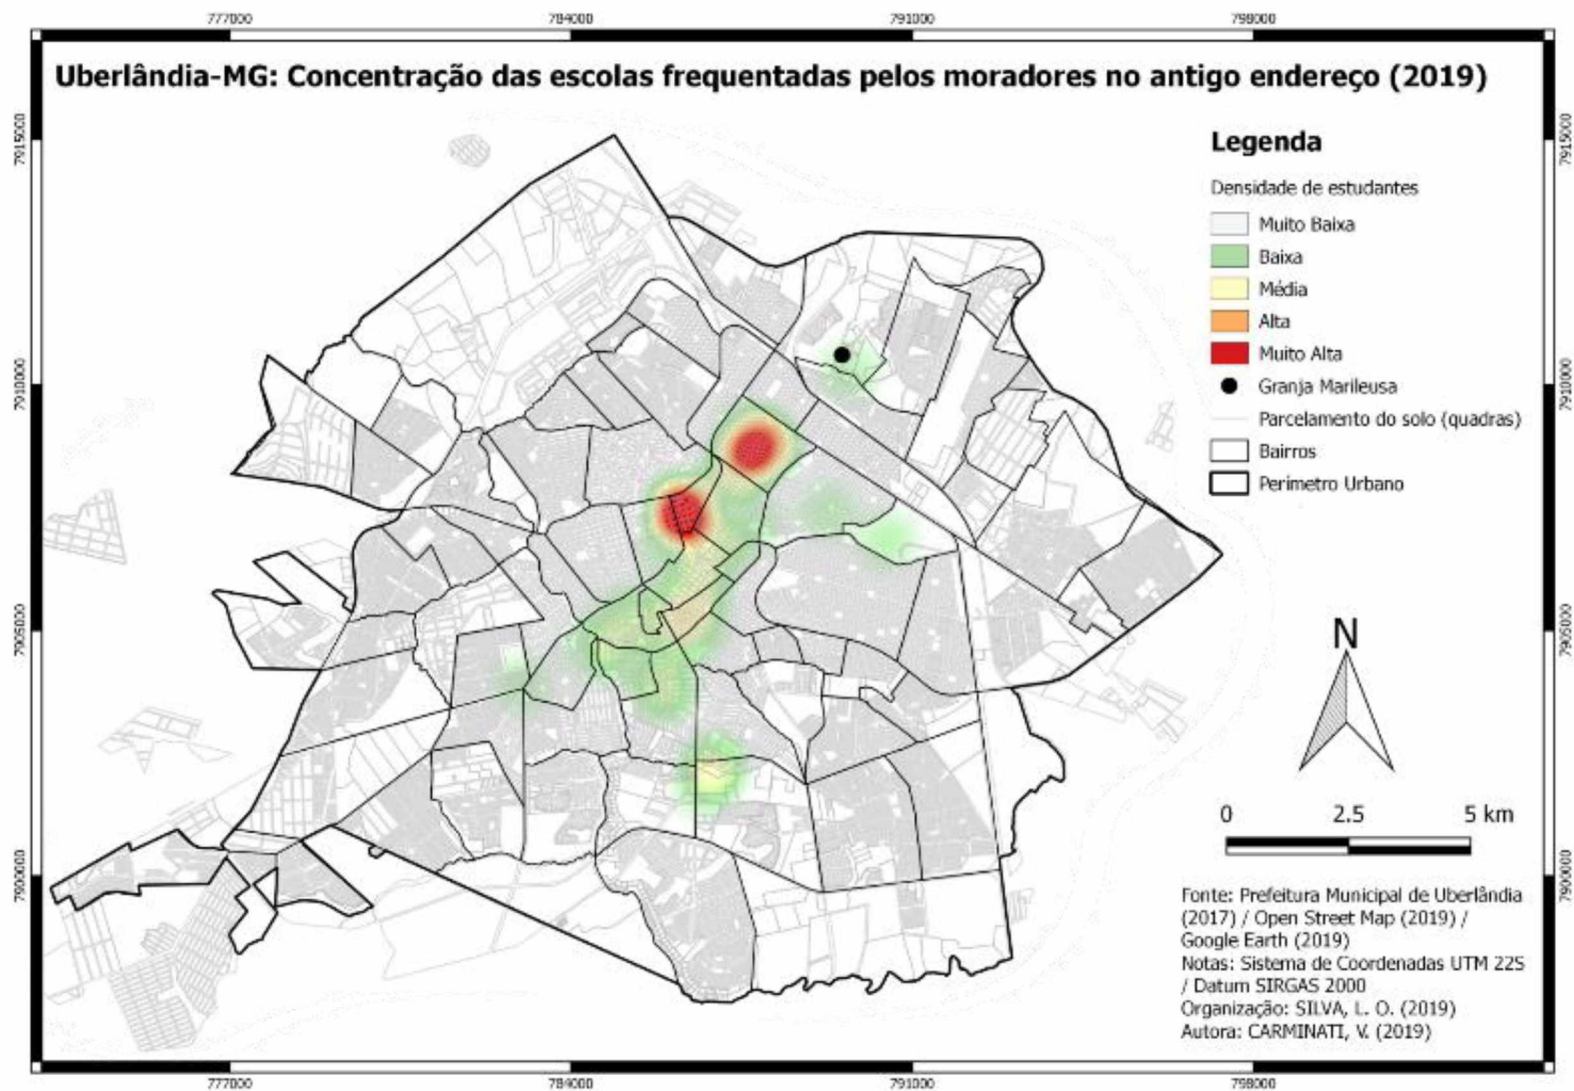 777000 784000 791000 798000
Uberlândia-MG: Concentração das escolas frequentadas pelos moradores no antigo endereço (2019)
7915000
7915000
Legenda
Densidade de estudantes
Muito Baixa
Baixa
Média
Alta
Muito Alta
Granja Marileusa
Parcelamento do solo (quadras)
Bairros
Perímetro Urbano
7910000
7910000
7905000
7905000
N
0 2.5 5 km
7900000
7900000
Fonte: Prefeitura Municipal de Uberlândia
(2017) / Open Street Map (2019) /
Google Earth (2019)
Notas: Sistema de Coordenadas UTM 22S
/ Datum SIRGAS 2000
Organização: SILVA, L. O. (2019)
Autora: CARMINATI, V. (2019)
777000 784000 791000 798000